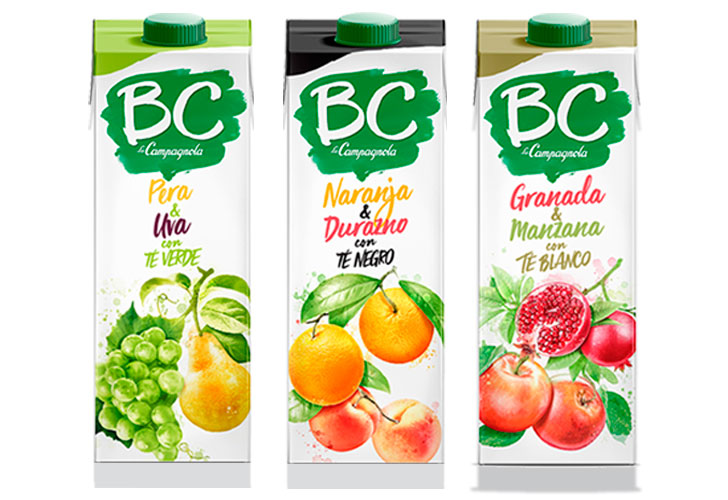 BC
La Campagnola
Pera
&
Uva
con
TÉ VERDE
BC
La Campagnola
Naranja
&
Durazno
con
TÉ NEGRO
BC
La Campagnola
Granada
&
Manzana
con
TÉ BLANCO